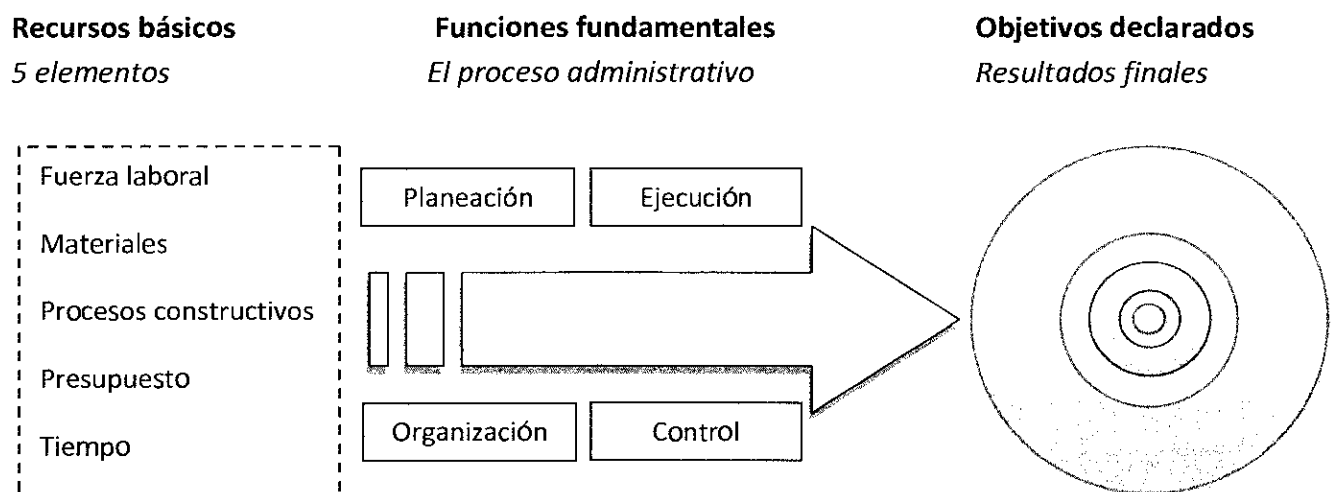 Recursos básicos
5 elementos
Funciones fundamentales
El proceso administrativo
Objetivos declarados
Resultados finales
Fuerza laboral
Materiales
Procesos constructivos
Presupuesto
Tiempo
Planeación
Ejecución
Organización
Control